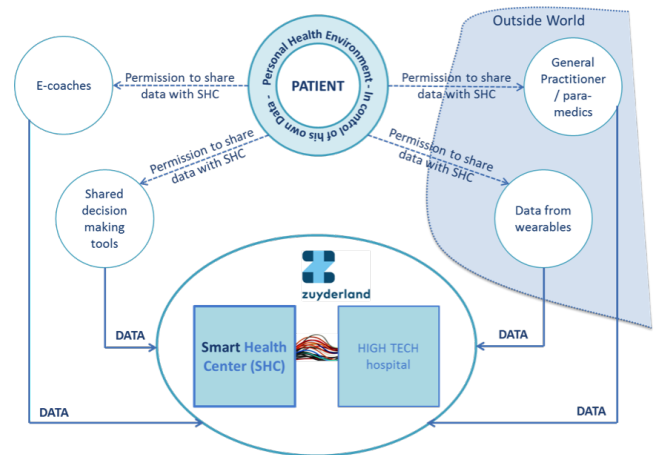 Outside World
Personal Health Environment - In control of his own Data -
PATIENT
E-coaches
Permission to share
data with SHC
Permission to share
data with SHC
General
Practitioner
/ para-
medics
Permission to share
data with SHC
Permission to share
data with SHC
Shared
decision
making
tools
Data from
wearables
zuyderland
DATA
DATA
Smart Health
Center (SHC)
HIGH TECH
hospital
DATA
DATA